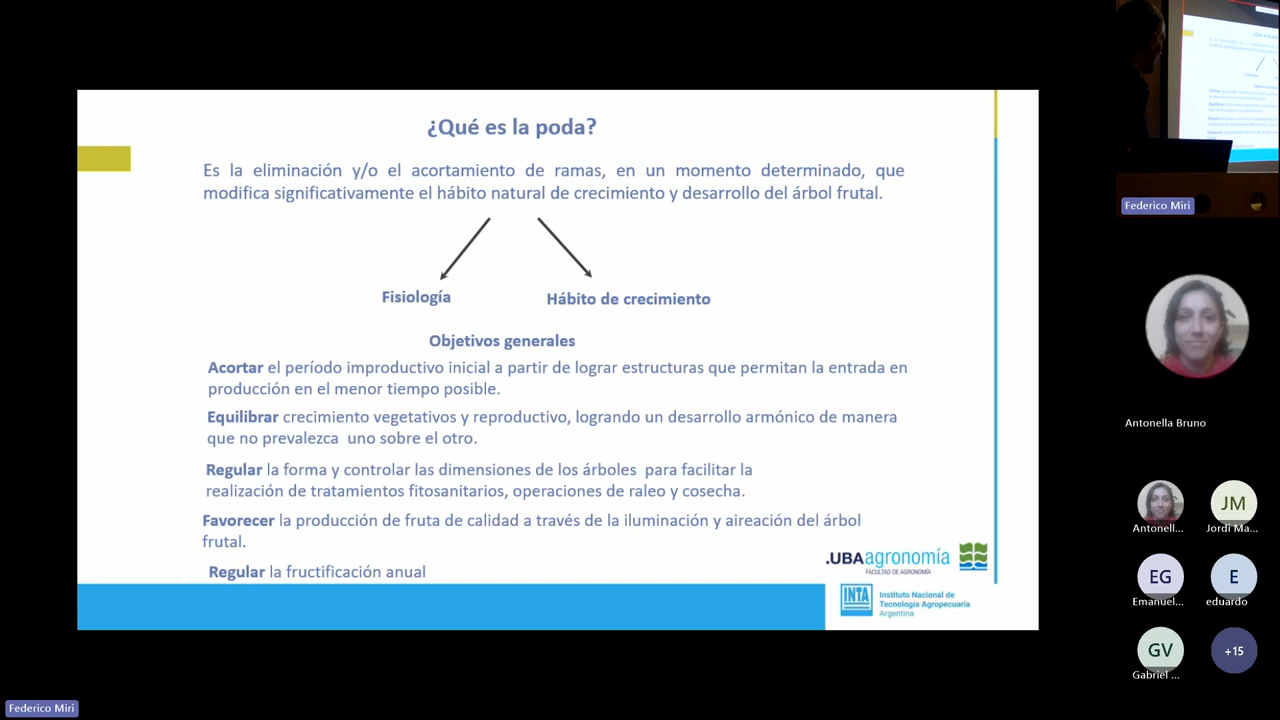 ¿Qué es la poda?
Es la eliminación y/o el acortamiento de ramas, en un momento determinado, que
modifica significativamente el hábito natural de crecimiento y desarrollo del árbol frutal.
Fisiología
Hábito de crecimiento
Objetivos generales
Acortar el período improductivo inicial a partir de lograr estructuras que permitan la entrada en
producción en el menor tiempo posible.
Equilibrar crecimiento vegetativos y reproductivo, logrando un desarrollo armónico de manera
que no prevalezca uno sobre el otro.
Regular la forma y controlar las dimensiones de los árboles para facilitar la
realización de tratamientos fitosanitarios, operaciones de raleo y cosecha.
Favorecer la producción de fruta de calidad a través de la iluminación y aireación del árbol
frutal.
Regular la fructificación anual
.UBAagronomía
FACULTAD DE AGRONOMÍA
INTA
Instituto Nacional de
Tecnología Agropecuaria
Argentina
Federico Miri
Antonella Bruno
Antonell...
JM
Jordi Ma...
EG
Emanuel...
E
eduardo
GV
Gabriel ...
+15
Federico Miri